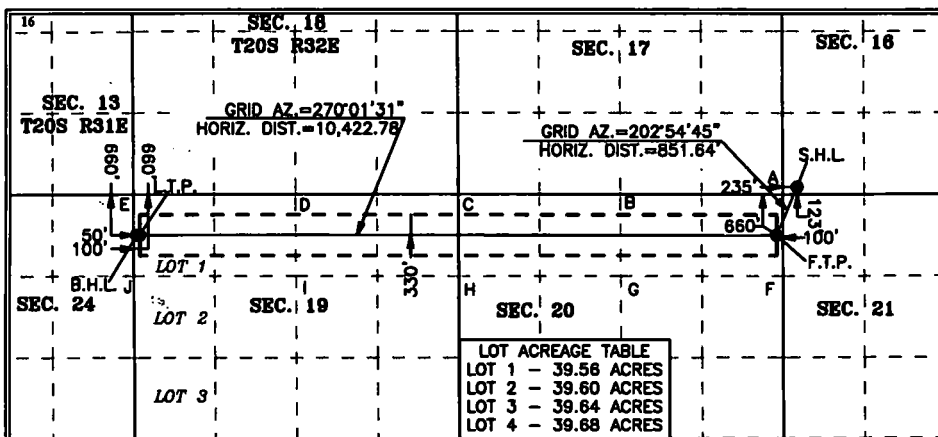 16
SEC. 18
T20S R32E
SEC. 17
SEC. 16
SEC. 13
T20S R31E
GRID AZ.=270°01'31"
HORIZ. DIST.=10,422.78'
GRID AZ.=202°54'45"
HORIZ. DIST.=851.64'
S.H.L.
660'
660'
L.T.P.
235'
A
123'
E
D
C
B
50'
100'
660'
100'
330'
F.T.P.
LOT 1
B.H.L.
J
I
H
G
F
SEC. 24
LOT 2
SEC. 19
SEC. 20
SEC. 21
LOT 3
LOT ACREAGE TABLE
LOT 1 - 39.56 ACRES
LOT 2 - 39.60 ACRES
LOT 3 - 39.64 ACRES
LOT 4 - 39.68 ACRES